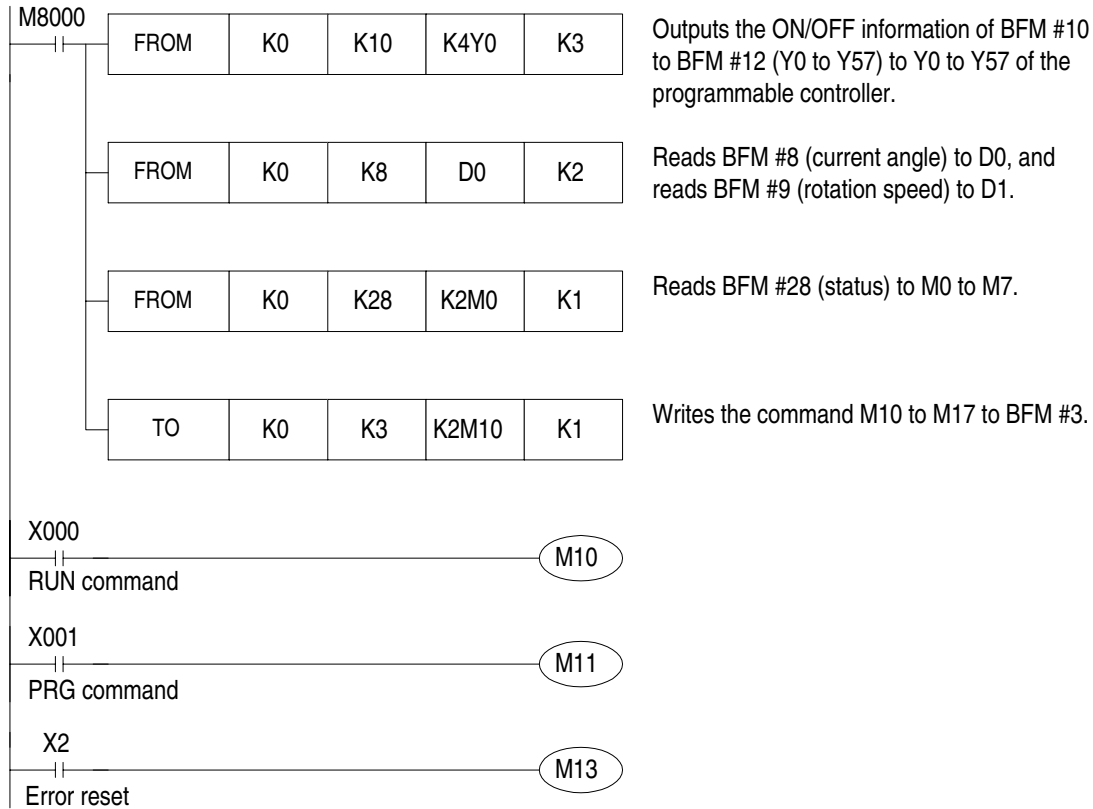 M8000
FROM K0 K10 K4Y0 K3
Outputs the ON/OFF information of BFM #10
to BFM #12 (Y0 to Y57) to Y0 to Y57 of the
programmable controller.
FROM K0 K8 D0 K2
Reads BFM #8 (current angle) to D0, and
reads BFM #9 (rotation speed) to D1.
FROM K0 K28 K2M0 K1
Reads BFM #28 (status) to M0 to M7.
TO K0 K3 K2M10 K1
Writes the command M10 to M17 to BFM #3.
X000
M10
RUN command
X001
M11
PRG command
X2
M13
Error reset